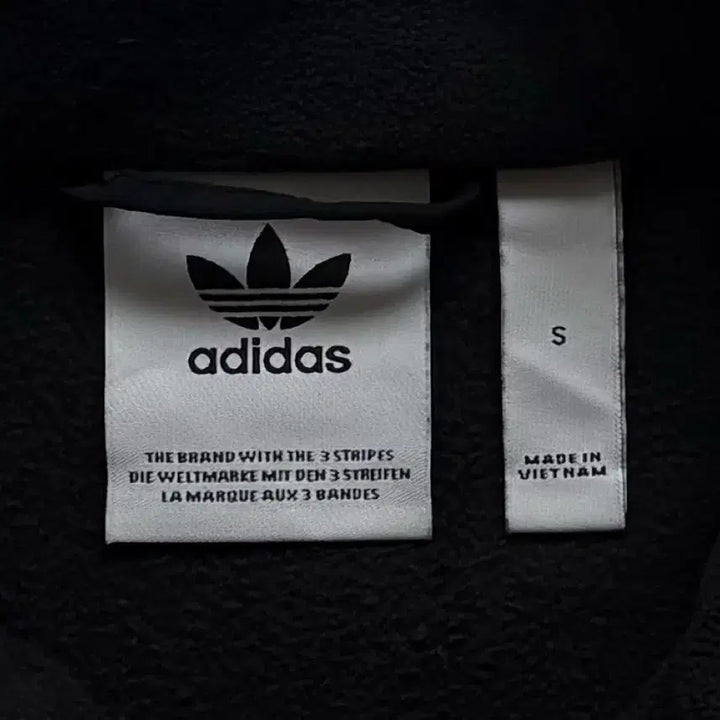 adidas
THE BRAND WITH THE 3 STRIPES
DIE WELTMARKE MIT DEN 3 STREIFEN
LA MARQUE AUX 3 BANDES
S
MADE IN
VIETNAM